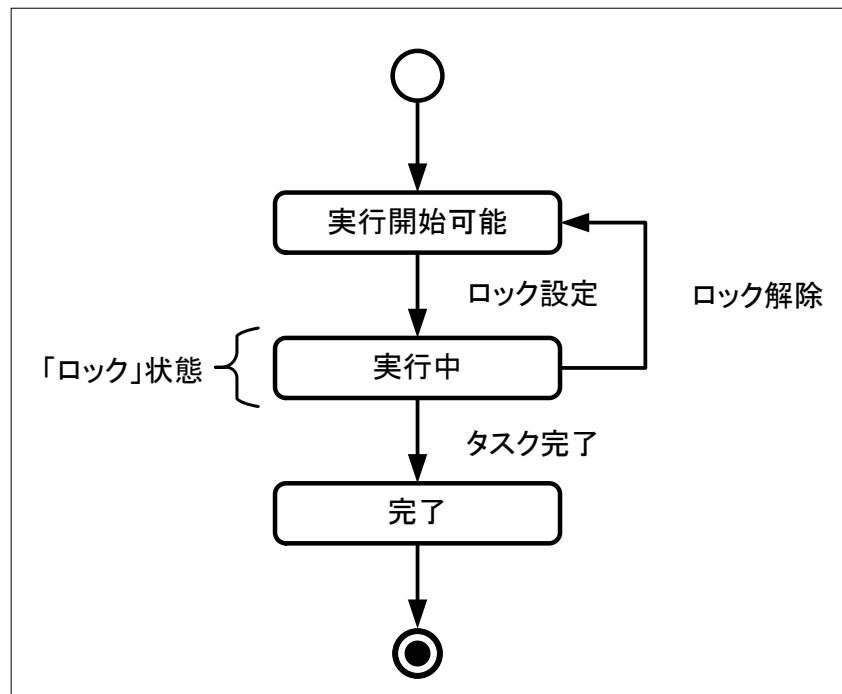 実行開始可能
ロック設定
ロック解除
「ロック」状態
実行中
タスク完了
完了